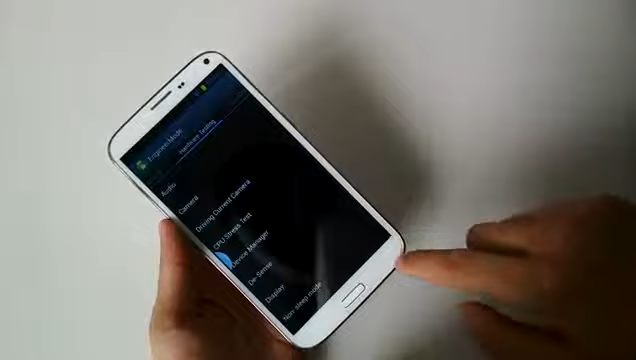 EngineerMode
Hardware Testing
Audio
Camera
Driving Current Camera
CPU Stress Test
Device Manager
De-Sense
Display
Non sleep mode